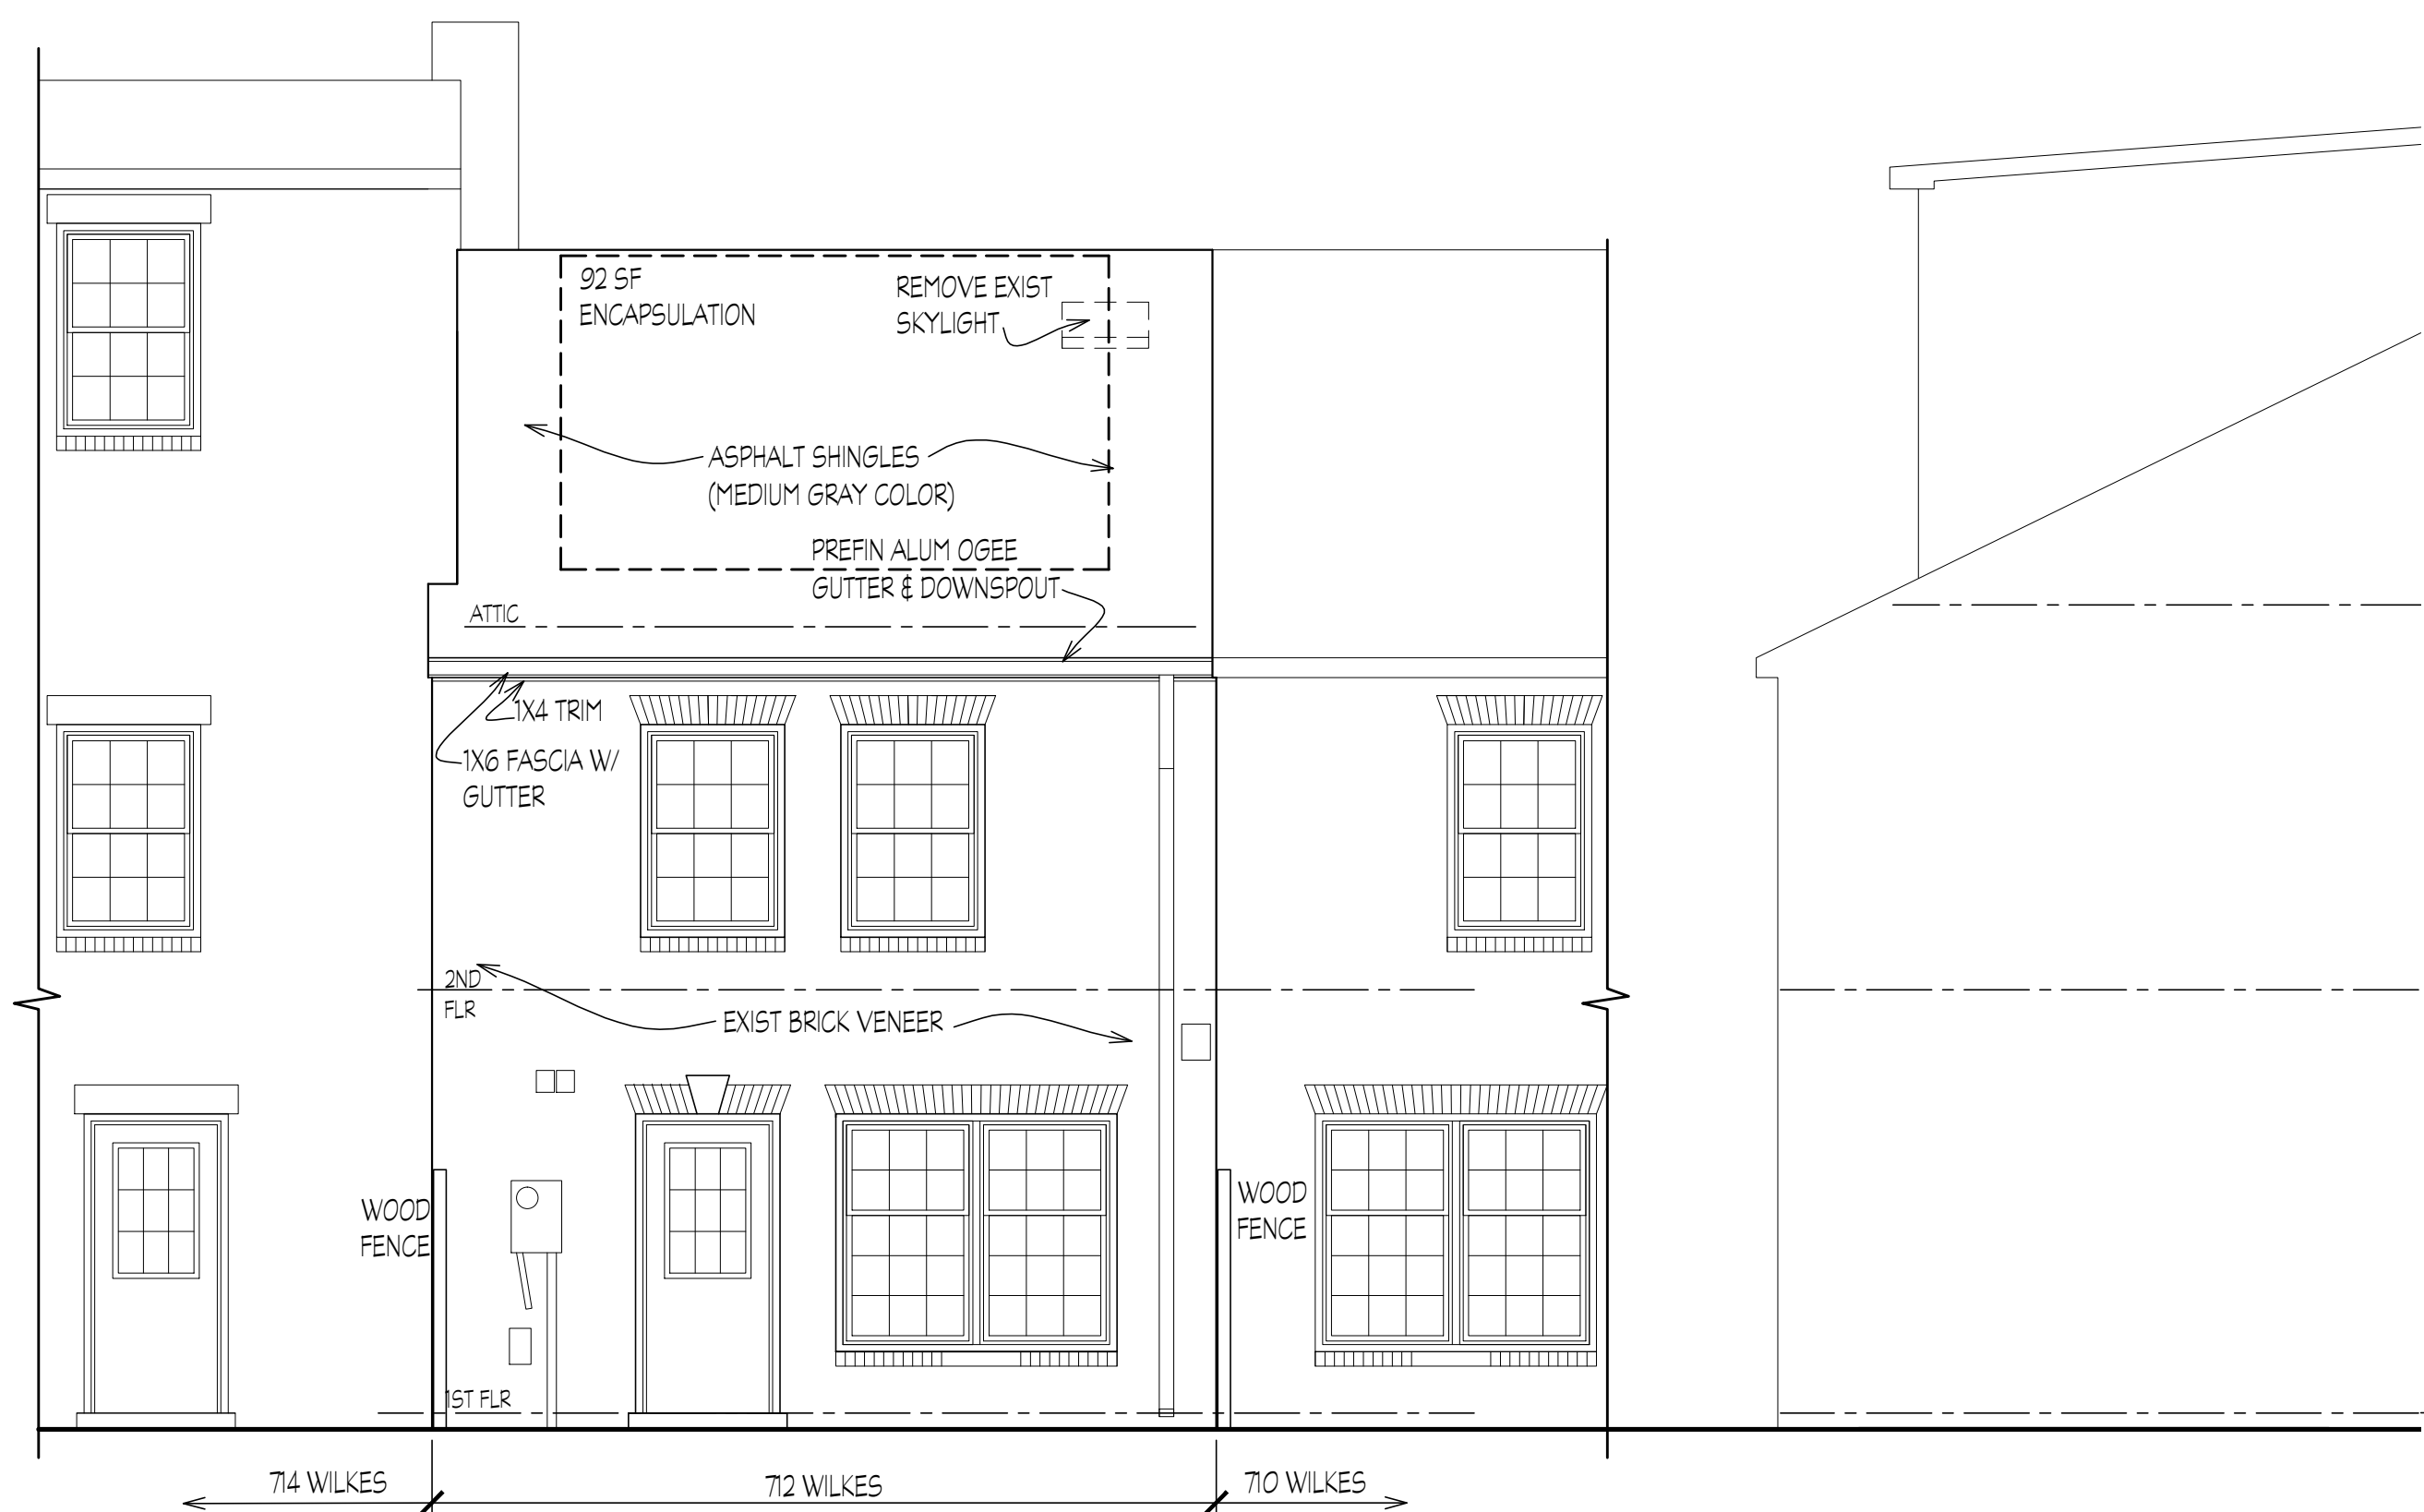 92 SF
ENCAPSULATION
REMOVE EXIST
SKYLIGHT
ASPHALT SHINGLES
(MEDIUM GRAY COLOR)
PREFIN ALUM OGEE
GUTTER & DOWNSPOUT
ATTIC
1X4 TRIM
1X6 FASCIA W/
GUTTER
2ND
FLR
EXIST BRICK VENEER
WOOD
FENCE
WOOD
FENCE
1ST FLR
714 WILKES
712 WILKES
710 WILKES